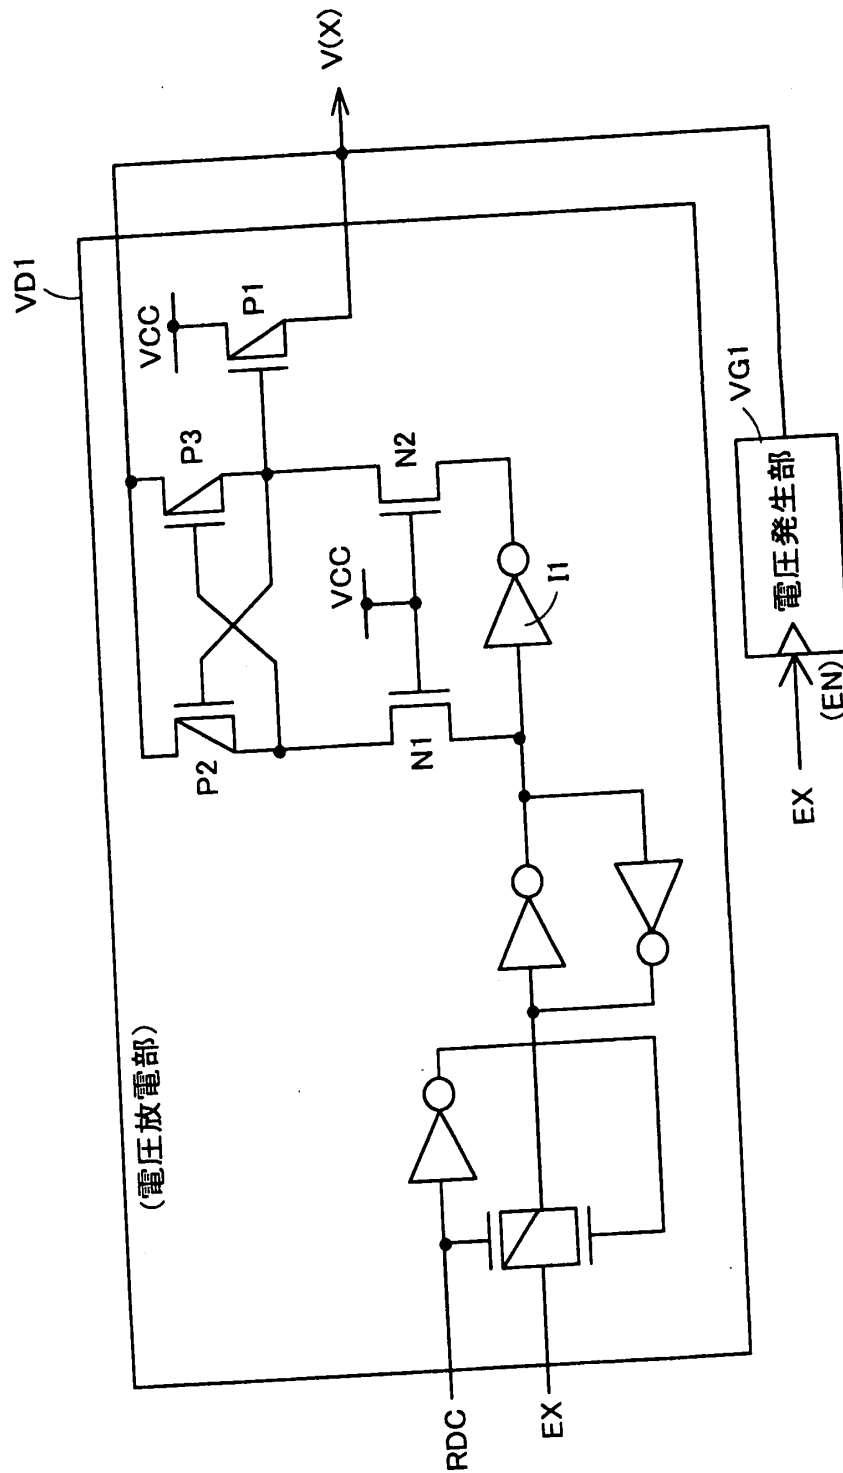 VD1
(電圧放電部)
VCC
P1
P2
P3
V(X)
VCC
N1
N2
I1
RDC
EX
EX
(EN)
電圧発生部
VG1